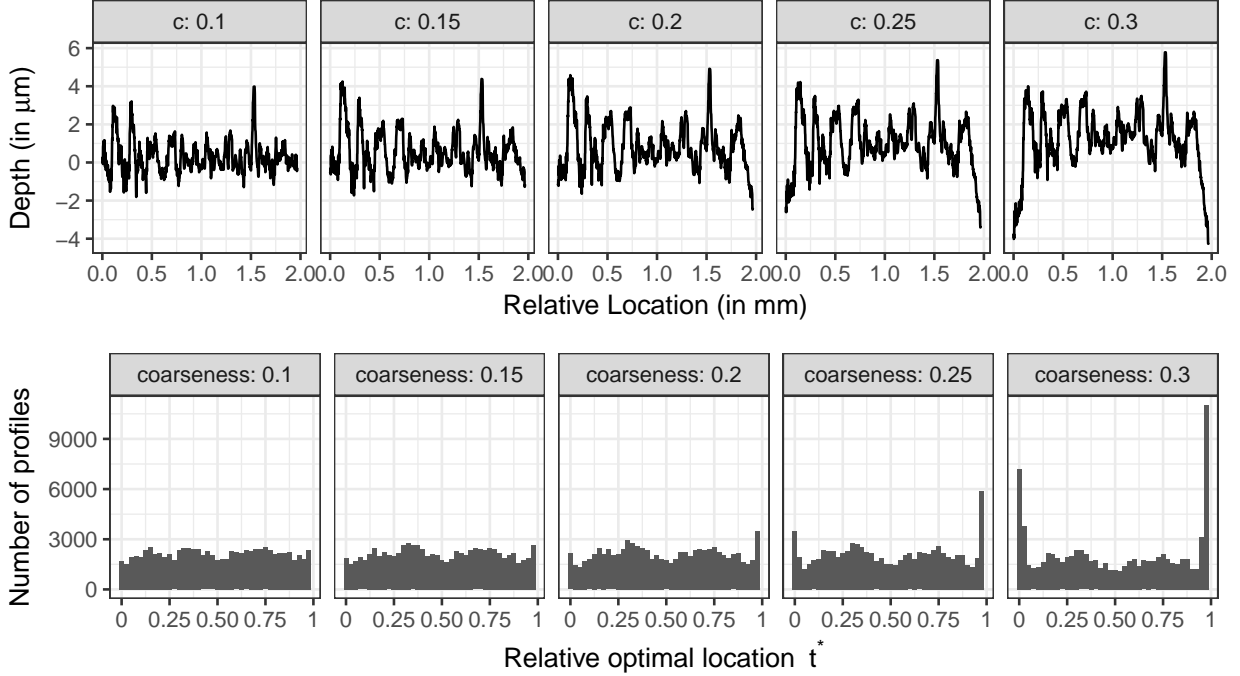 c: 0.1 c: 0.15 c: 0.2 c: 0.25 c: 0.3
6
4
2
0
−2
−4
Depth (in μm)
0.0 0.5 1.0 1.5 2.0 0.0 0.5 1.0 1.5 2.0 0.0 0.5 1.0 1.5 2.0 0.0 0.5 1.0 1.5 2.0 0.0 0.5 1.0 1.5 2.0
Relative Location (in mm)
coarseness: 0.1 coarseness: 0.15 coarseness: 0.2 coarseness: 0.25 coarseness: 0.3
9000
6000
3000
0
Number of profiles
0 0.25 0.50 0.75 1 0 0.25 0.50 0.75 1 0 0.25 0.50 0.75 1 0 0.25 0.50 0.75 1 0 0.25 0.50 0.75 1
Relative optimal location t*